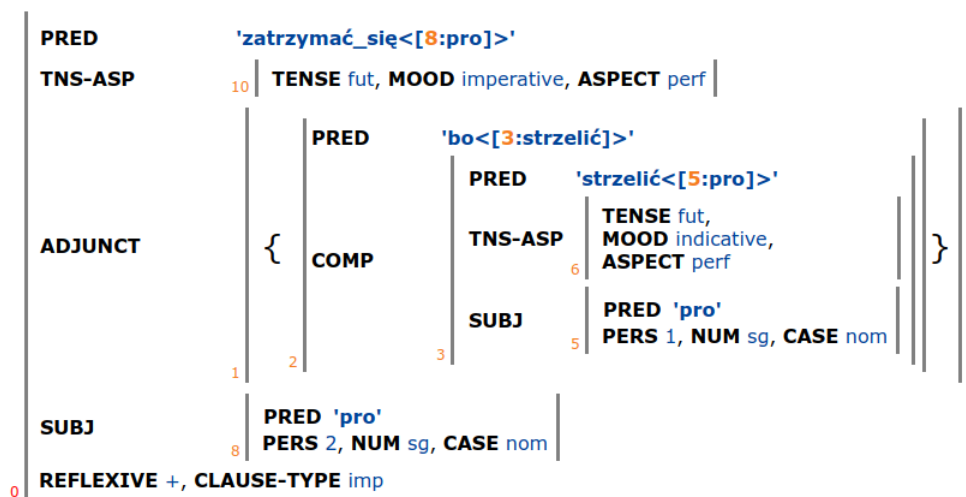 PRED 'zatrzymać_się<[8:pro]>'
TNS-ASP 10 TENSE fut, MOOD imperative, ASPECT perf
PRED 'bo<[3:strzelić]>'
PRED 'strzelić<[5:pro]>'
TENSE fut,
ADJUNCT { COMP TNS-ASP MOOD indicative, }
6 ASPECT perf
PRED 'pro'
SUBJ
5 PERS 1, NUM sg, CASE nom
1 2 3
PRED 'pro'
SUBJ
8 PERS 2, NUM sg, CASE nom
0 REFLEXIVE +, CLAUSE-TYPE imp